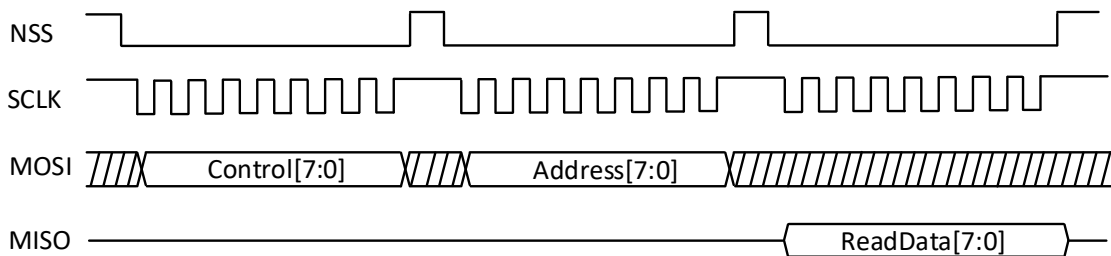 NSS
SCLK
MOSI Control[7:0] Address[7:0]
MISO ReadData[7:0]